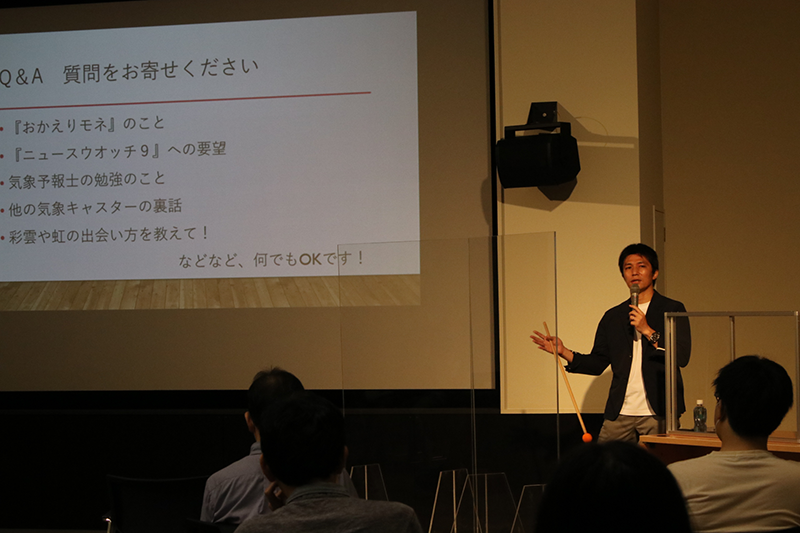 Q&A　質問をお寄せください
• 『おかえりモネ』のこと
• 『ニュースウオッチ９』への要望
• 気象予報士の勉強のこと
• 他の気象キャスターの裏話
• 彩雲や虹の出会い方を教えて！
などなど、何でもOKです！